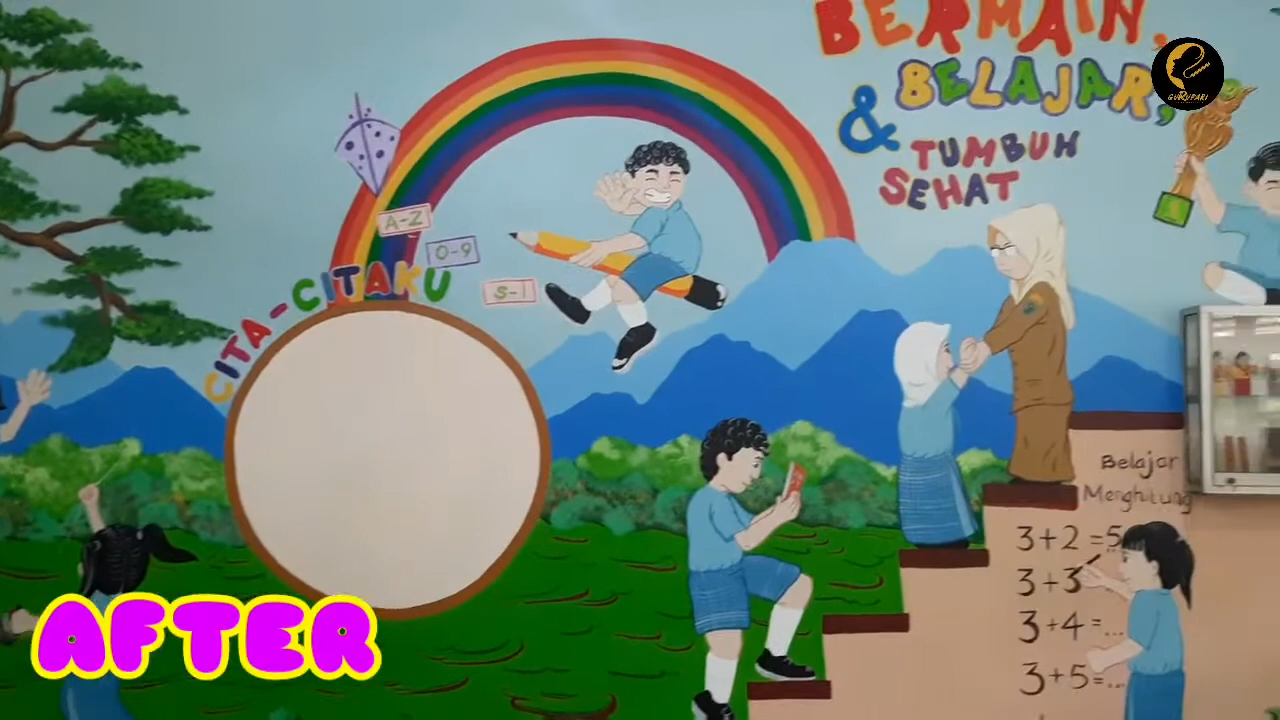 BERMAIN,
BELAJAR,
& TUMBUH
SEHAT
GURUPARI
A-Z
0-9
S-1
CITA-CITAKU
Belajar
Menghitung
3+2=5
3+3
3+4=...
3+5=...
AFTER